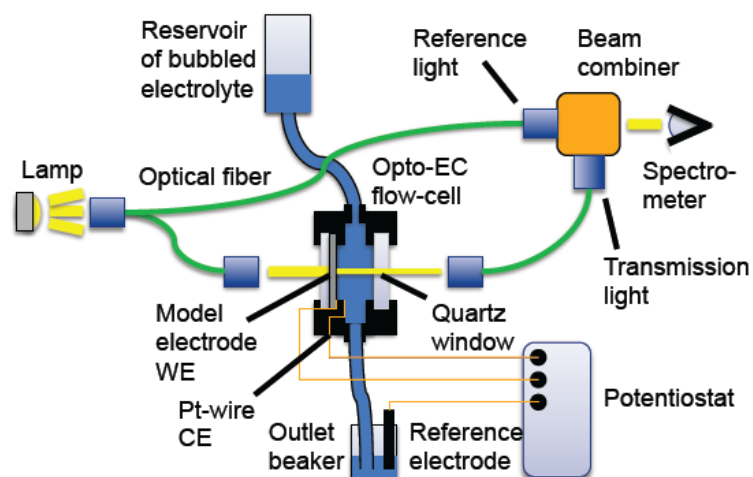 Reservoir
of bubbled
electrolyte
Reference
light
Beam
combiner
Lamp
Optical fiber
Opto-EC
flow-cell
Spectro-
meter
Transmission
light
Model
electrode
WE
Quartz
window
Pt-wire
CE
Potentiostat
Outlet
beaker
Reference
electrode